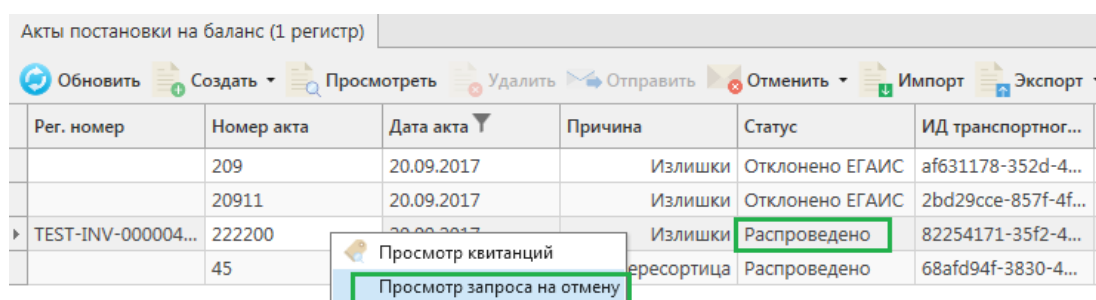 Акты постановки на баланс (1 регистр)
Обновить Создать Просмотреть Удалить Отправить Отменить Импорт Экспорт
Рег. номер Номер акта Дата акта Причина Статус ИД транспортног...
209 20.09.2017 Излишки Отклонено ЕГАИС af631178-352d-4...
20911 20.09.2017 Излишки Отклонено ЕГАИС 2bd29cce-857f-4f...
TEST-INV-000004... 222200 Излишки Распроведено 82254171-35f2-4...
Просмотр квитанций
45 ересортица Распроведено 68afd94f-3830-4...
Просмотр запроса на отмену